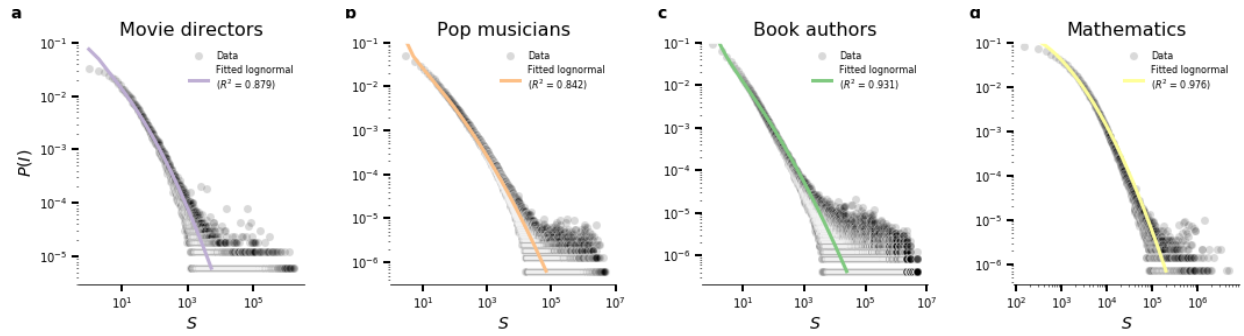 a
Movie directors
Data
Fitted lognormal
(R² = 0.879)
P(I)
10⁻¹
10⁻²
10⁻³
10⁻⁴
10⁻⁵
10¹
10³
10⁵
S
b
Pop musicians
Data
Fitted lognormal
(R² = 0.842)
10⁻¹
10⁻²
10⁻³
10⁻⁴
10⁻⁵
10⁻⁶
10¹
10³
10⁵
10⁷
S
c
Book authors
Data
Fitted lognormal
(R² = 0.931)
10⁻¹
10⁻²
10⁻³
10⁻⁴
10⁻⁵
10⁻⁶
10¹
10³
10⁵
10⁷
S
d
Mathematics
Data
Fitted lognormal
(R² = 0.976)
10⁻¹
10⁻²
10⁻³
10⁻⁴
10⁻⁵
10⁻⁶
10²
10³
10⁴
10⁵
10⁶
S